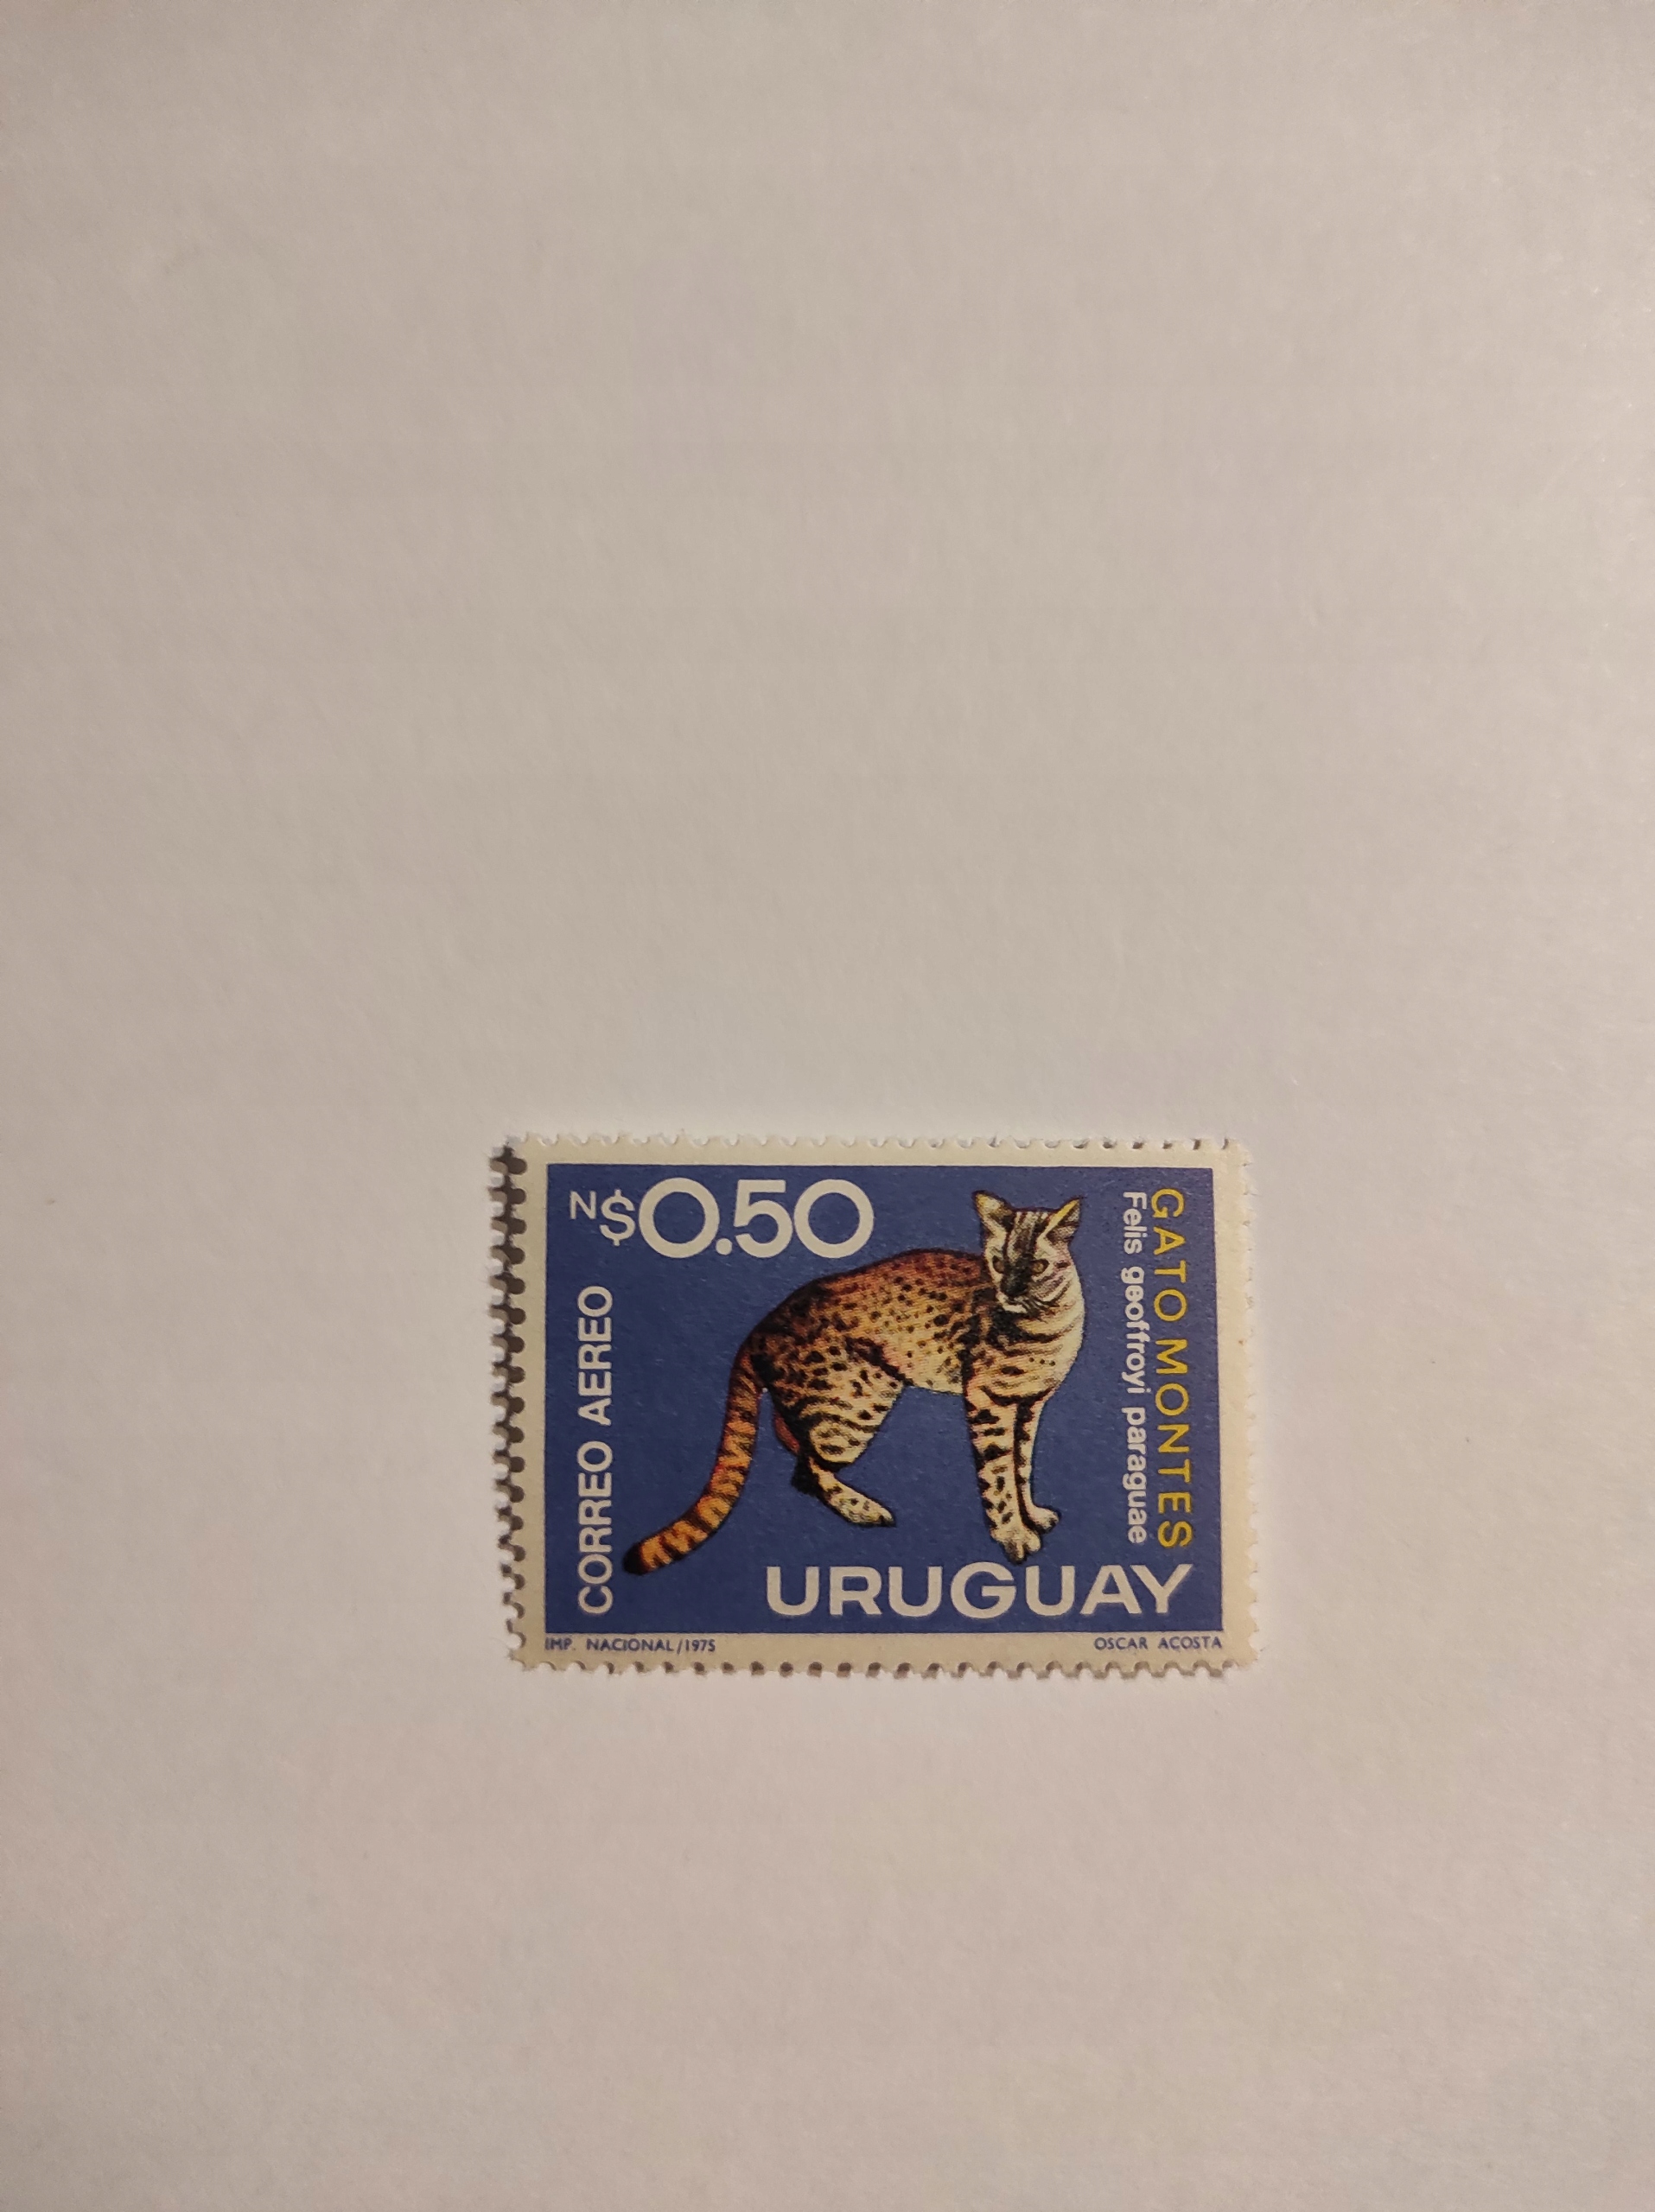 N$0.50
CORREO AEREO
GATO MONTES
Felis geoffroyi paraguae
URUGUAY
IMP. NACIONAL/1975
OSCAR ACOSTA